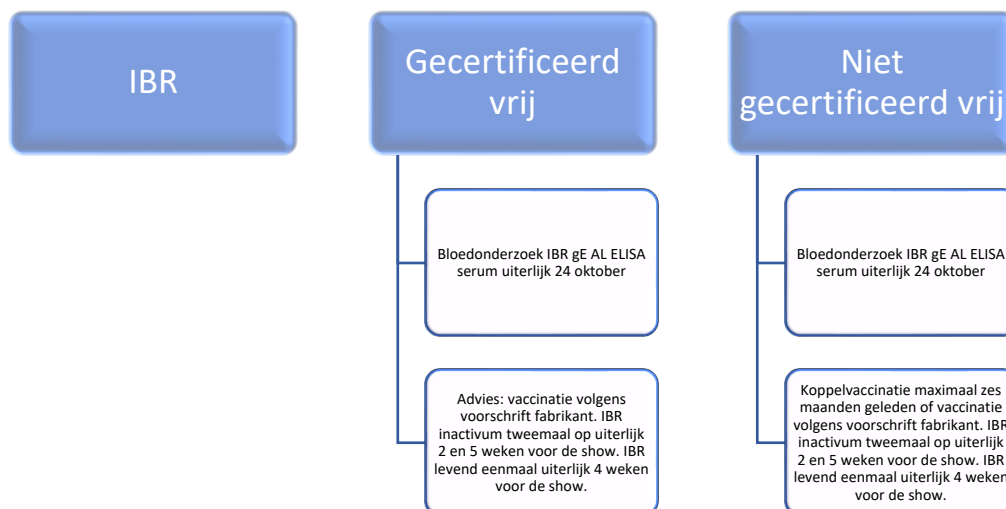 IBR
Gecertificeerd
vrij
Bloedonderzoek IBR gE AL ELISA
serum uiterlijk 24 oktober
Advies: vaccinatie volgens
voorschrift fabrikant. IBR
inactivum tweemaal op uiterlijk
2 en 5 weken voor de show. IBR
levend eenmaal uiterlijk 4 weken
voor de show.
Niet
gecertificeerd vrij
Bloedonderzoek IBR gE AL ELISA
serum uiterlijk 24 oktober
Koppelvaccinatie maximaal zes
maanden geleden of vaccinatie
volgens voorschrift fabrikant. IBR
inactivum tweemaal op uiterlijk
2 en 5 weken voor de show. IBR
levend eenmaal uiterlijk 4 weken
voor de show.